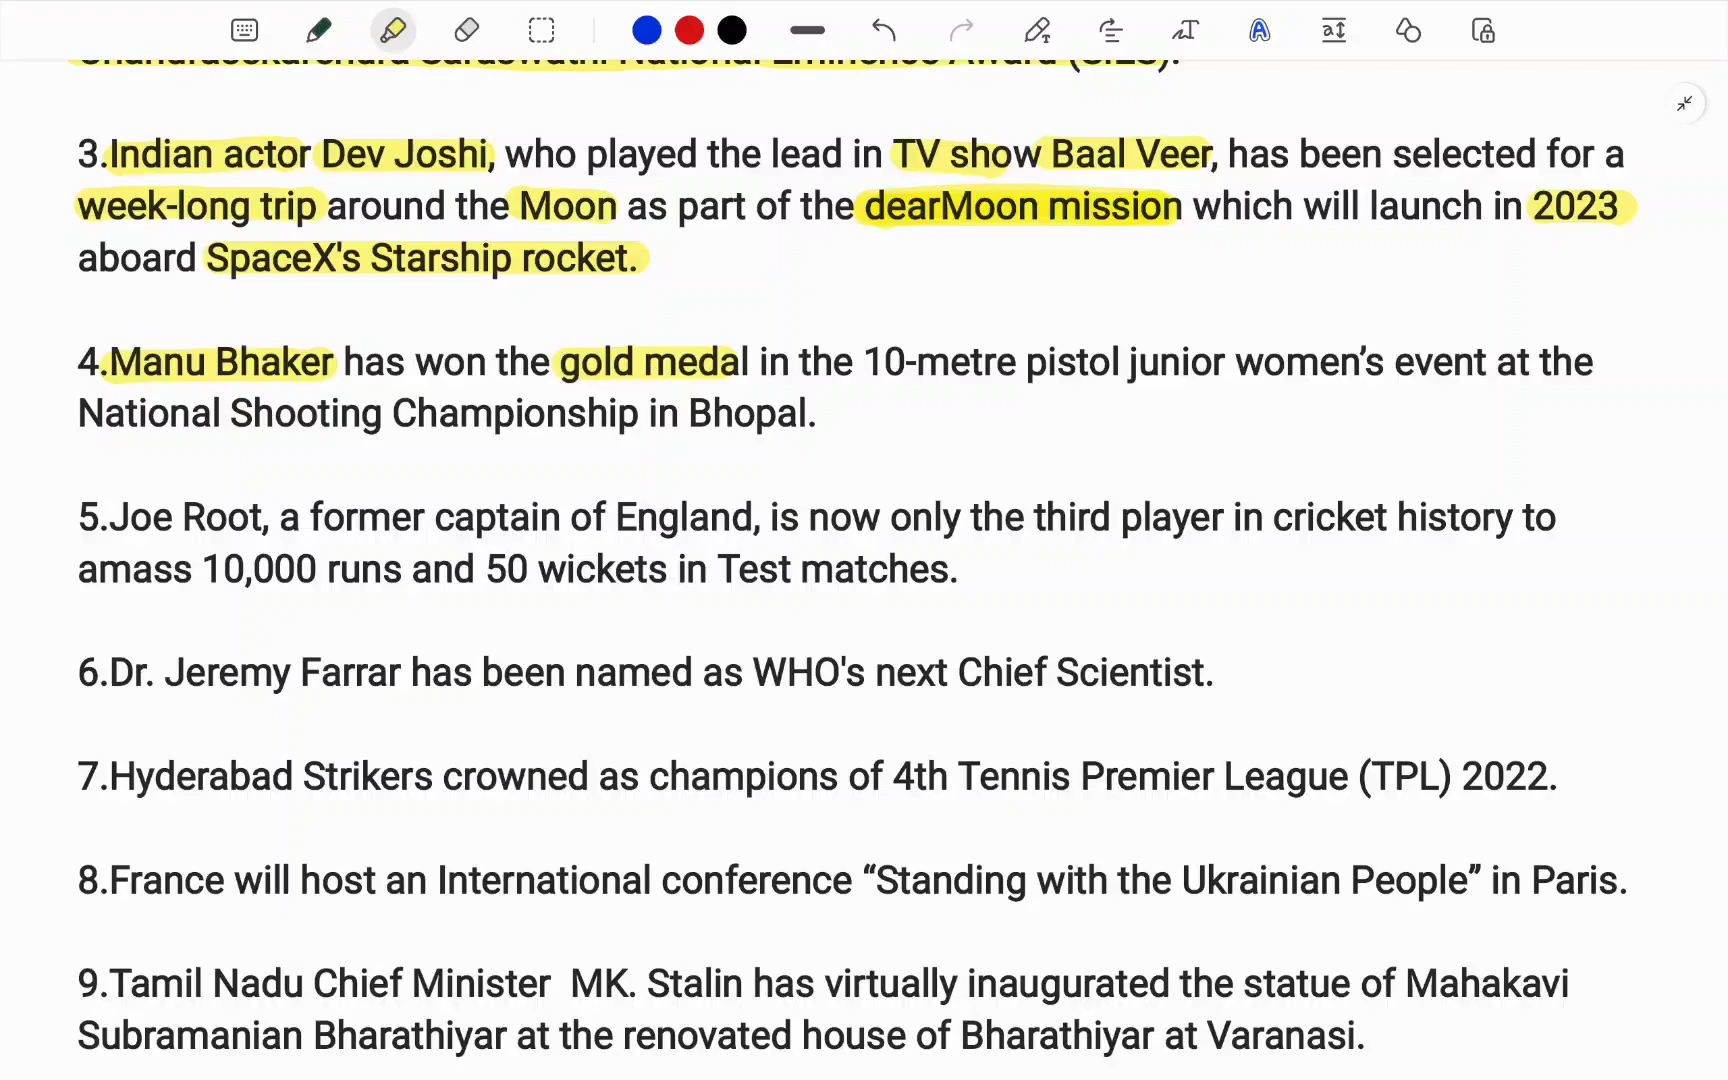 Chandrasekarendra Saraswathi National Eminence Award (SIES).
3.Indian actor Dev Joshi, who played the lead in TV show Baal Veer, has been selected for a
week-long trip around the Moon as part of the dearMoon mission which will launch in 2023
aboard SpaceX's Starship rocket.
4.Manu Bhaker has won the gold medal in the 10-metre pistol junior women’s event at the
National Shooting Championship in Bhopal.
5.Joe Root, a former captain of England, is now only the third player in cricket history to
amass 10,000 runs and 50 wickets in Test matches.
6.Dr. Jeremy Farrar has been named as WHO's next Chief Scientist.
7.Hyderabad Strikers crowned as champions of 4th Tennis Premier League (TPL) 2022.
8.France will host an International conference “Standing with the Ukrainian People” in Paris.
9.Tamil Nadu Chief Minister  MK. Stalin has virtually inaugurated the statue of Mahakavi
Subramanian Bharathiyar at the renovated house of Bharathiyar at Varanasi.